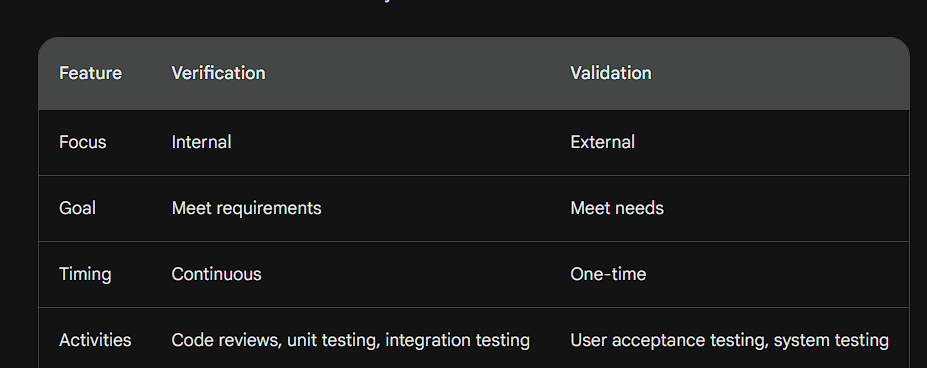 Feature Verification Validation
Focus Internal External
Goal Meet requirements Meet needs
Timing Continuous One-time
Activities Code reviews, unit testing, integration testing User acceptance testing, system testing